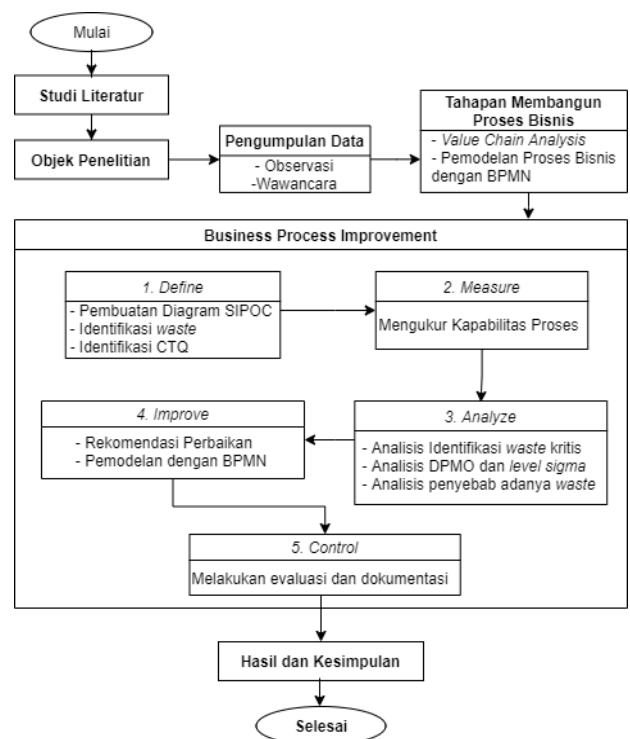 Mulai
Studi Literatur
Objek Penelitian
Pengumpulan Data
- Observasi
-Wawancara
Tahapan Membangun
Proses Bisnis
- Value Chain Analysis
- Pemodelan Proses Bisnis
dengan BPMN
Business Process Improvement
1. Define
- Pembuatan Diagram SIPOC
- Identifikasi waste
- Identifikasi CTQ
2. Measure
Mengukur Kapabilitas Proses
3. Analyze
- Analisis Identifikasi waste kritis
- Analisis DPMO dan level sigma
- Analisis penyebab adanya waste
4. Improve
- Rekomendasi Perbaikan
- Pemodelan dengan BPMN
5. Control
Melakukan evaluasi dan dokumentasi
Hasil dan Kesimpulan
Selesai